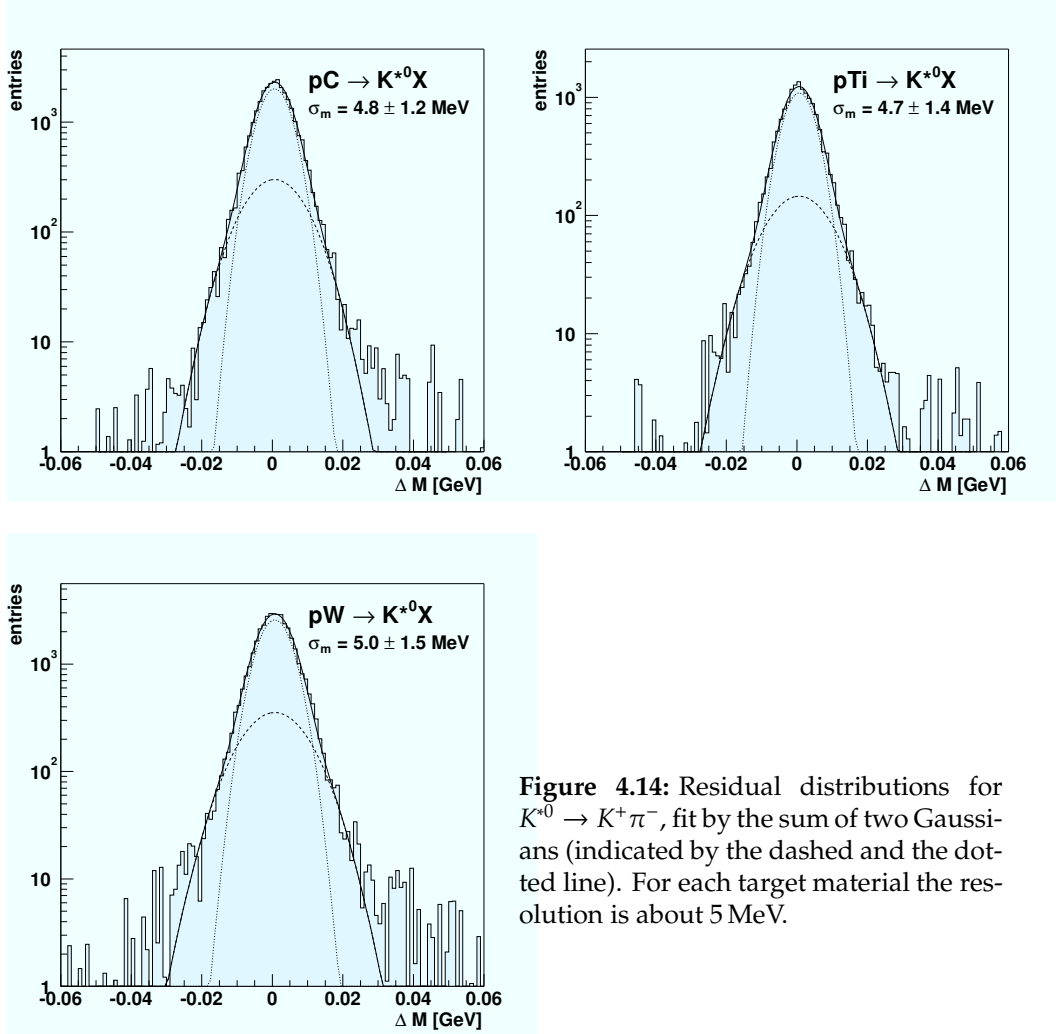 entries
pC → K*⁰X
σm = 4.8 ± 1.2 MeV
10³
10²
10
1
-0.06 -0.04 -0.02 0 0.02 0.04 0.06
Δ M [GeV]
entries
pTi → K*⁰X
σm = 4.7 ± 1.4 MeV
10³
10²
10
1
-0.06 -0.04 -0.02 0 0.02 0.04 0.06
Δ M [GeV]
entries
pW → K*⁰X
σm = 5.0 ± 1.5 MeV
10³
10²
10
1
-0.06 -0.04 -0.02 0 0.02 0.04 0.06
Δ M [GeV]
Figure 4.14: Residual distributions for
K*⁰ → K⁺π⁻, fit by the sum of two Gaussi-
ans (indicated by the dashed and the dot-
ted line). For each target material the res-
olution is about 5 MeV.